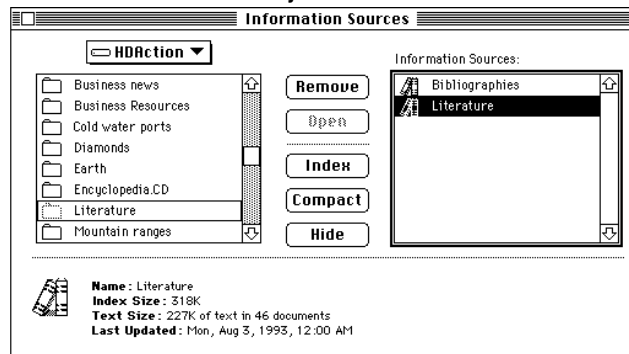 Information Sources
HDAction
Business news
Business Resources
Cold water ports
Diamonds
Earth
Encyclopedia.CD
Literature
Mountain ranges
Remove
Open
Index
Compact
Hide
Information Sources:
Bibliographies
Literature
Name: Literature
Index Size: 318K
Text Size: 227K of text in 46 documents
Last Updated: Mon, Aug 3, 1993, 12:00 AM